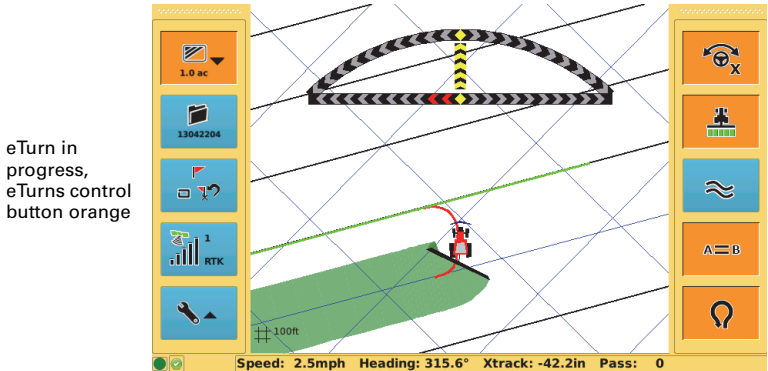 eTurn in
progress,
eTurns control
button orange
1.0 ac
13042204
1
RTK
100ft
X
A=B
Speed: 2.5mph Heading: 315.6° Xtrack: -42.2in Pass: 0